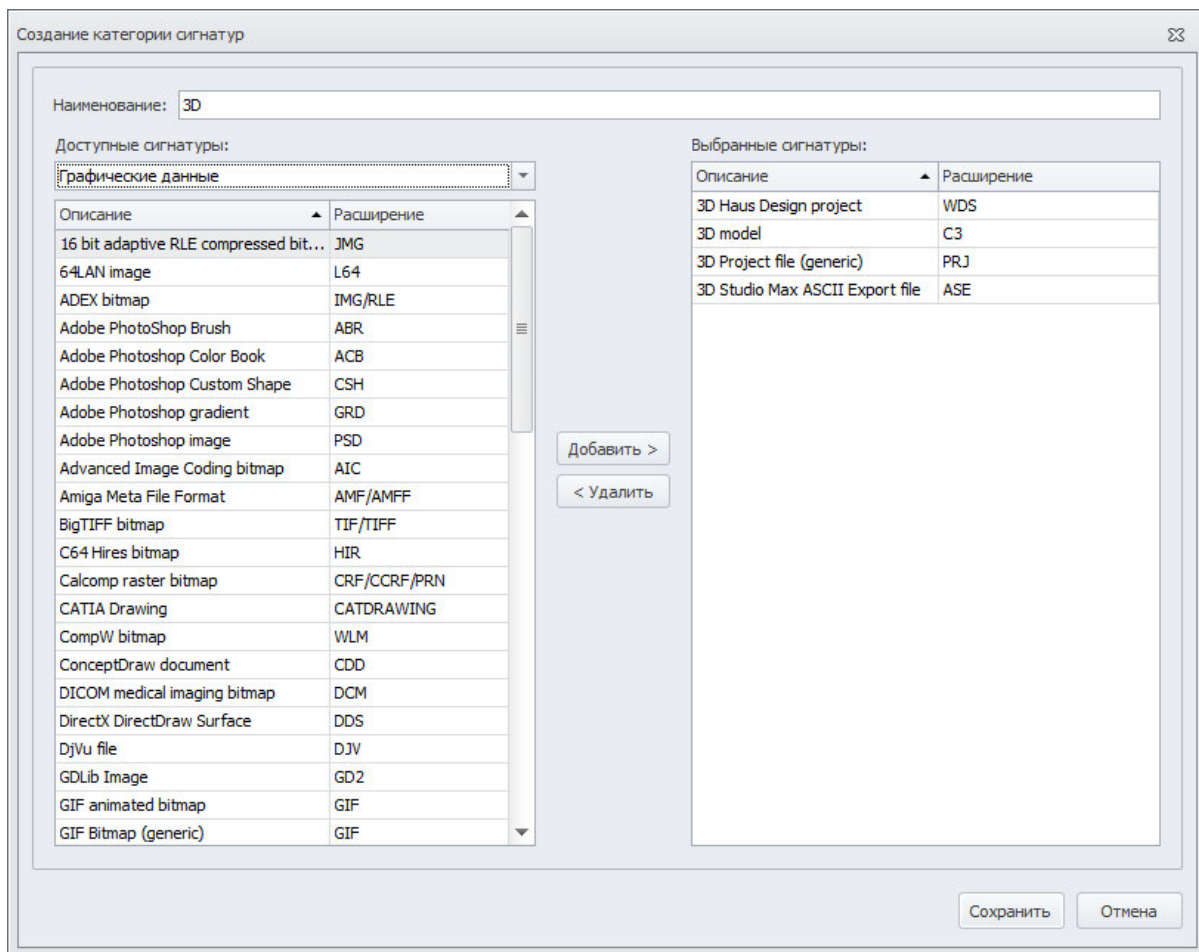 Создание категории сигнатур
Наименование: 3D
Доступные сигнатуры:
Графические данные
Описание Расширение
16 bit adaptive RLE compressed bit... JMG
64LAN image L64
ADEX bitmap IMG/RLE
Adobe PhotoShop Brush ABR
Adobe Photoshop Color Book ACB
Adobe Photoshop Custom Shape CSH
Adobe Photoshop gradient GRD
Adobe Photoshop image PSD
Advanced Image Coding bitmap AIC
Amiga Meta File Format AMF/AMFF
BigTIFF bitmap TIF/TIFF
C64 Hires bitmap HIR
Calcomp raster bitmap CRF/CCRF/PRN
CATIA Drawing CATDRAWING
CompW bitmap WLM
ConceptDraw document CDD
DICOM medical imaging bitmap DCM
DirectX DirectDraw Surface DDS
DjVu file DJV
GDLib Image GD2
GIF animated bitmap GIF
GIF Bitmap (generic) GIF
Добавить >
< Удалить
Выбранные сигнатуры:
Описание Расширение
3D Haus Design project WDS
3D model C3
3D Project file (generic) PRJ
3D Studio Max ASCII Export file ASE
Сохранить Отмена